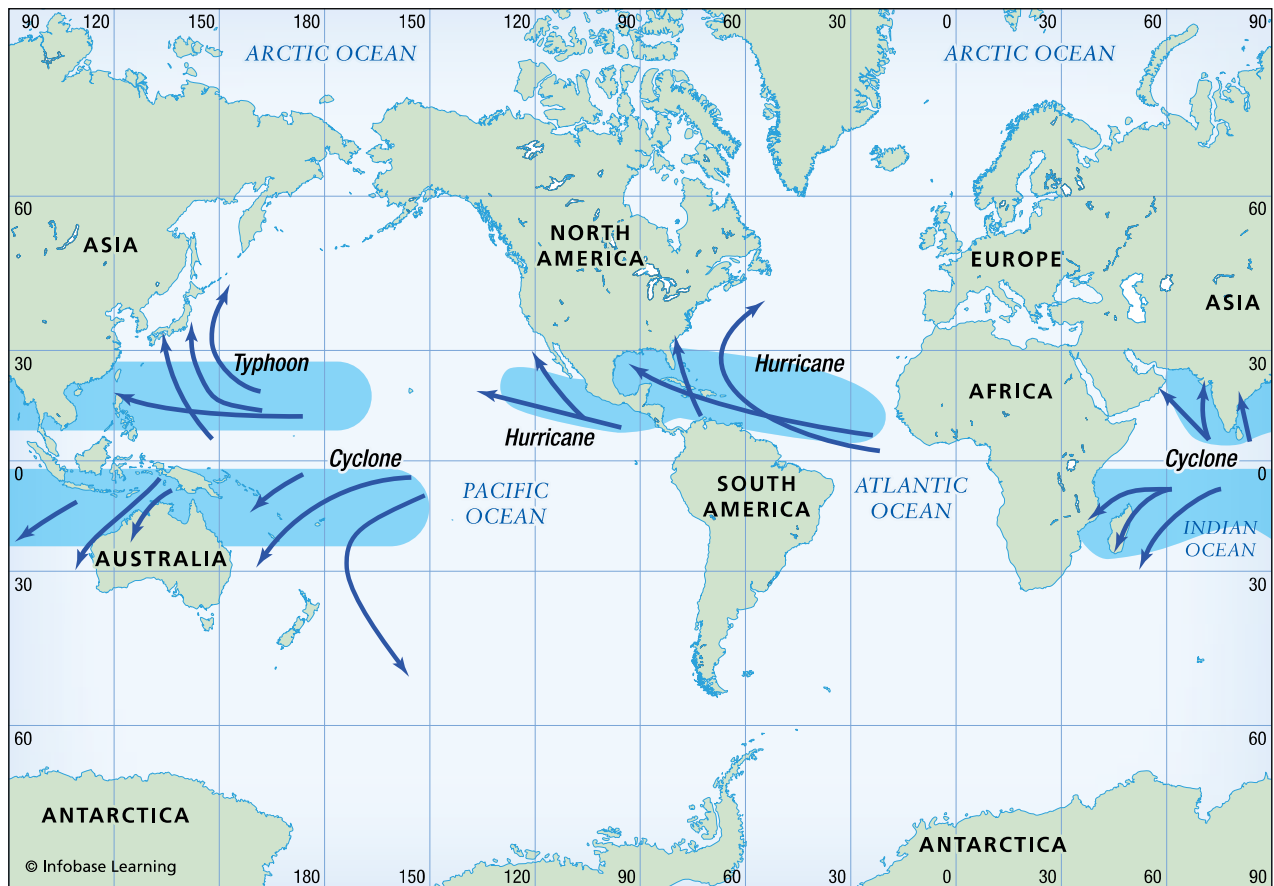 90 120 150 180 150 120 90 60 30 0 30 60 90
ARCTIC OCEAN
ARCTIC OCEAN
60
60
ASIA
NORTH
AMERICA
EUROPE
ASIA
30
30
Typhoon
Hurricane
AFRICA
Hurricane
Cyclone
Cyclone
0
0
PACIFIC
OCEAN
SOUTH
AMERICA
ATLANTIC
OCEAN
INDIAN
OCEAN
AUSTRALIA
30
30
60
60
ANTARCTICA
ANTARCTICA
© Infobase Learning
180 150 120 90 60 30 0 30 60 90